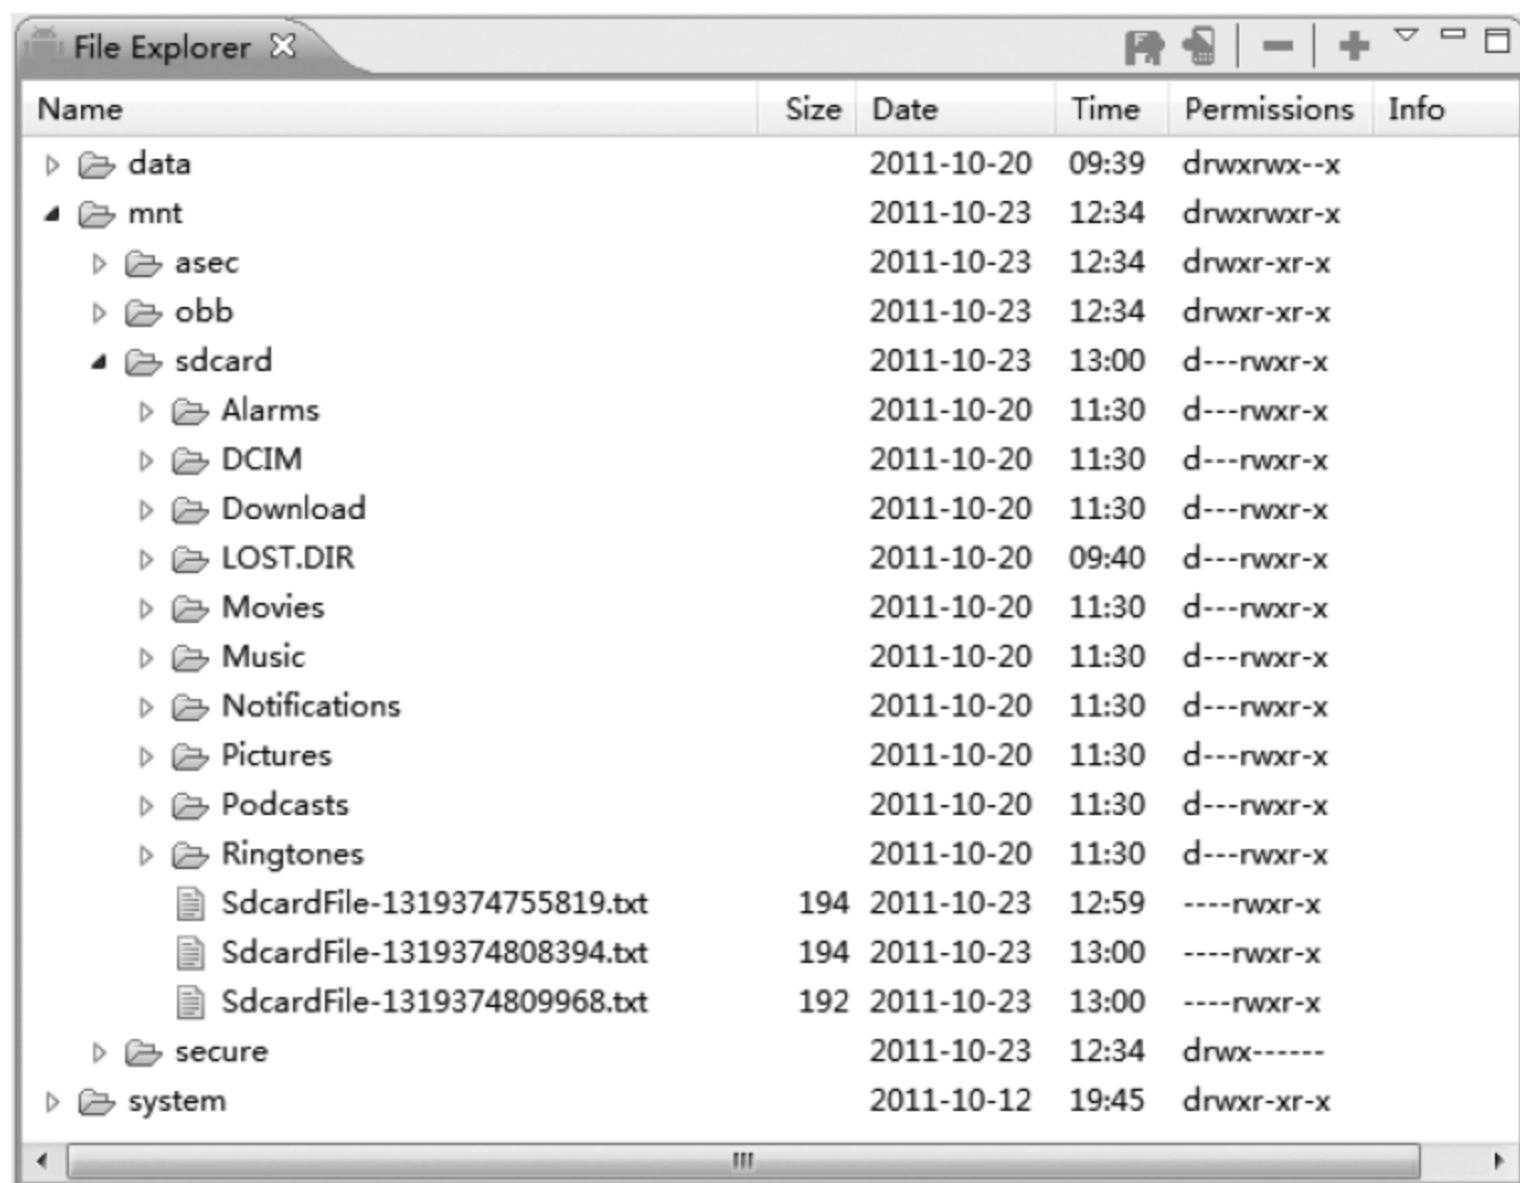 File Explorer
Name Size Date Time Permissions Info
data 2011-10-20 09:39 drwxrwx--x
mnt 2011-10-23 12:34 drwxrwxr-x
asec 2011-10-23 12:34 drwxr-xr-x
obb 2011-10-23 12:34 drwxr-xr-x
sdcard 2011-10-23 13:00 d---rwxr-x
Alarms 2011-10-20 11:30 d---rwxr-x
DCIM 2011-10-20 11:30 d---rwxr-x
Download 2011-10-20 11:30 d---rwxr-x
LOST.DIR 2011-10-20 09:40 d---rwxr-x
Movies 2011-10-20 11:30 d---rwxr-x
Music 2011-10-20 11:30 d---rwxr-x
Notifications 2011-10-20 11:30 d---rwxr-x
Pictures 2011-10-20 11:30 d---rwxr-x
Podcasts 2011-10-20 11:30 d---rwxr-x
Ringtones 2011-10-20 11:30 d---rwxr-x
SdcardFile-1319374755819.txt 194 2011-10-23 12:59 ----rwxr-x
SdcardFile-1319374808394.txt 194 2011-10-23 13:00 ----rwxr-x
SdcardFile-1319374809968.txt 192 2011-10-23 13:00 ----rwxr-x
secure 2011-10-23 12:34 drwx------
system 2011-10-12 19:45 drwxr-xr-x